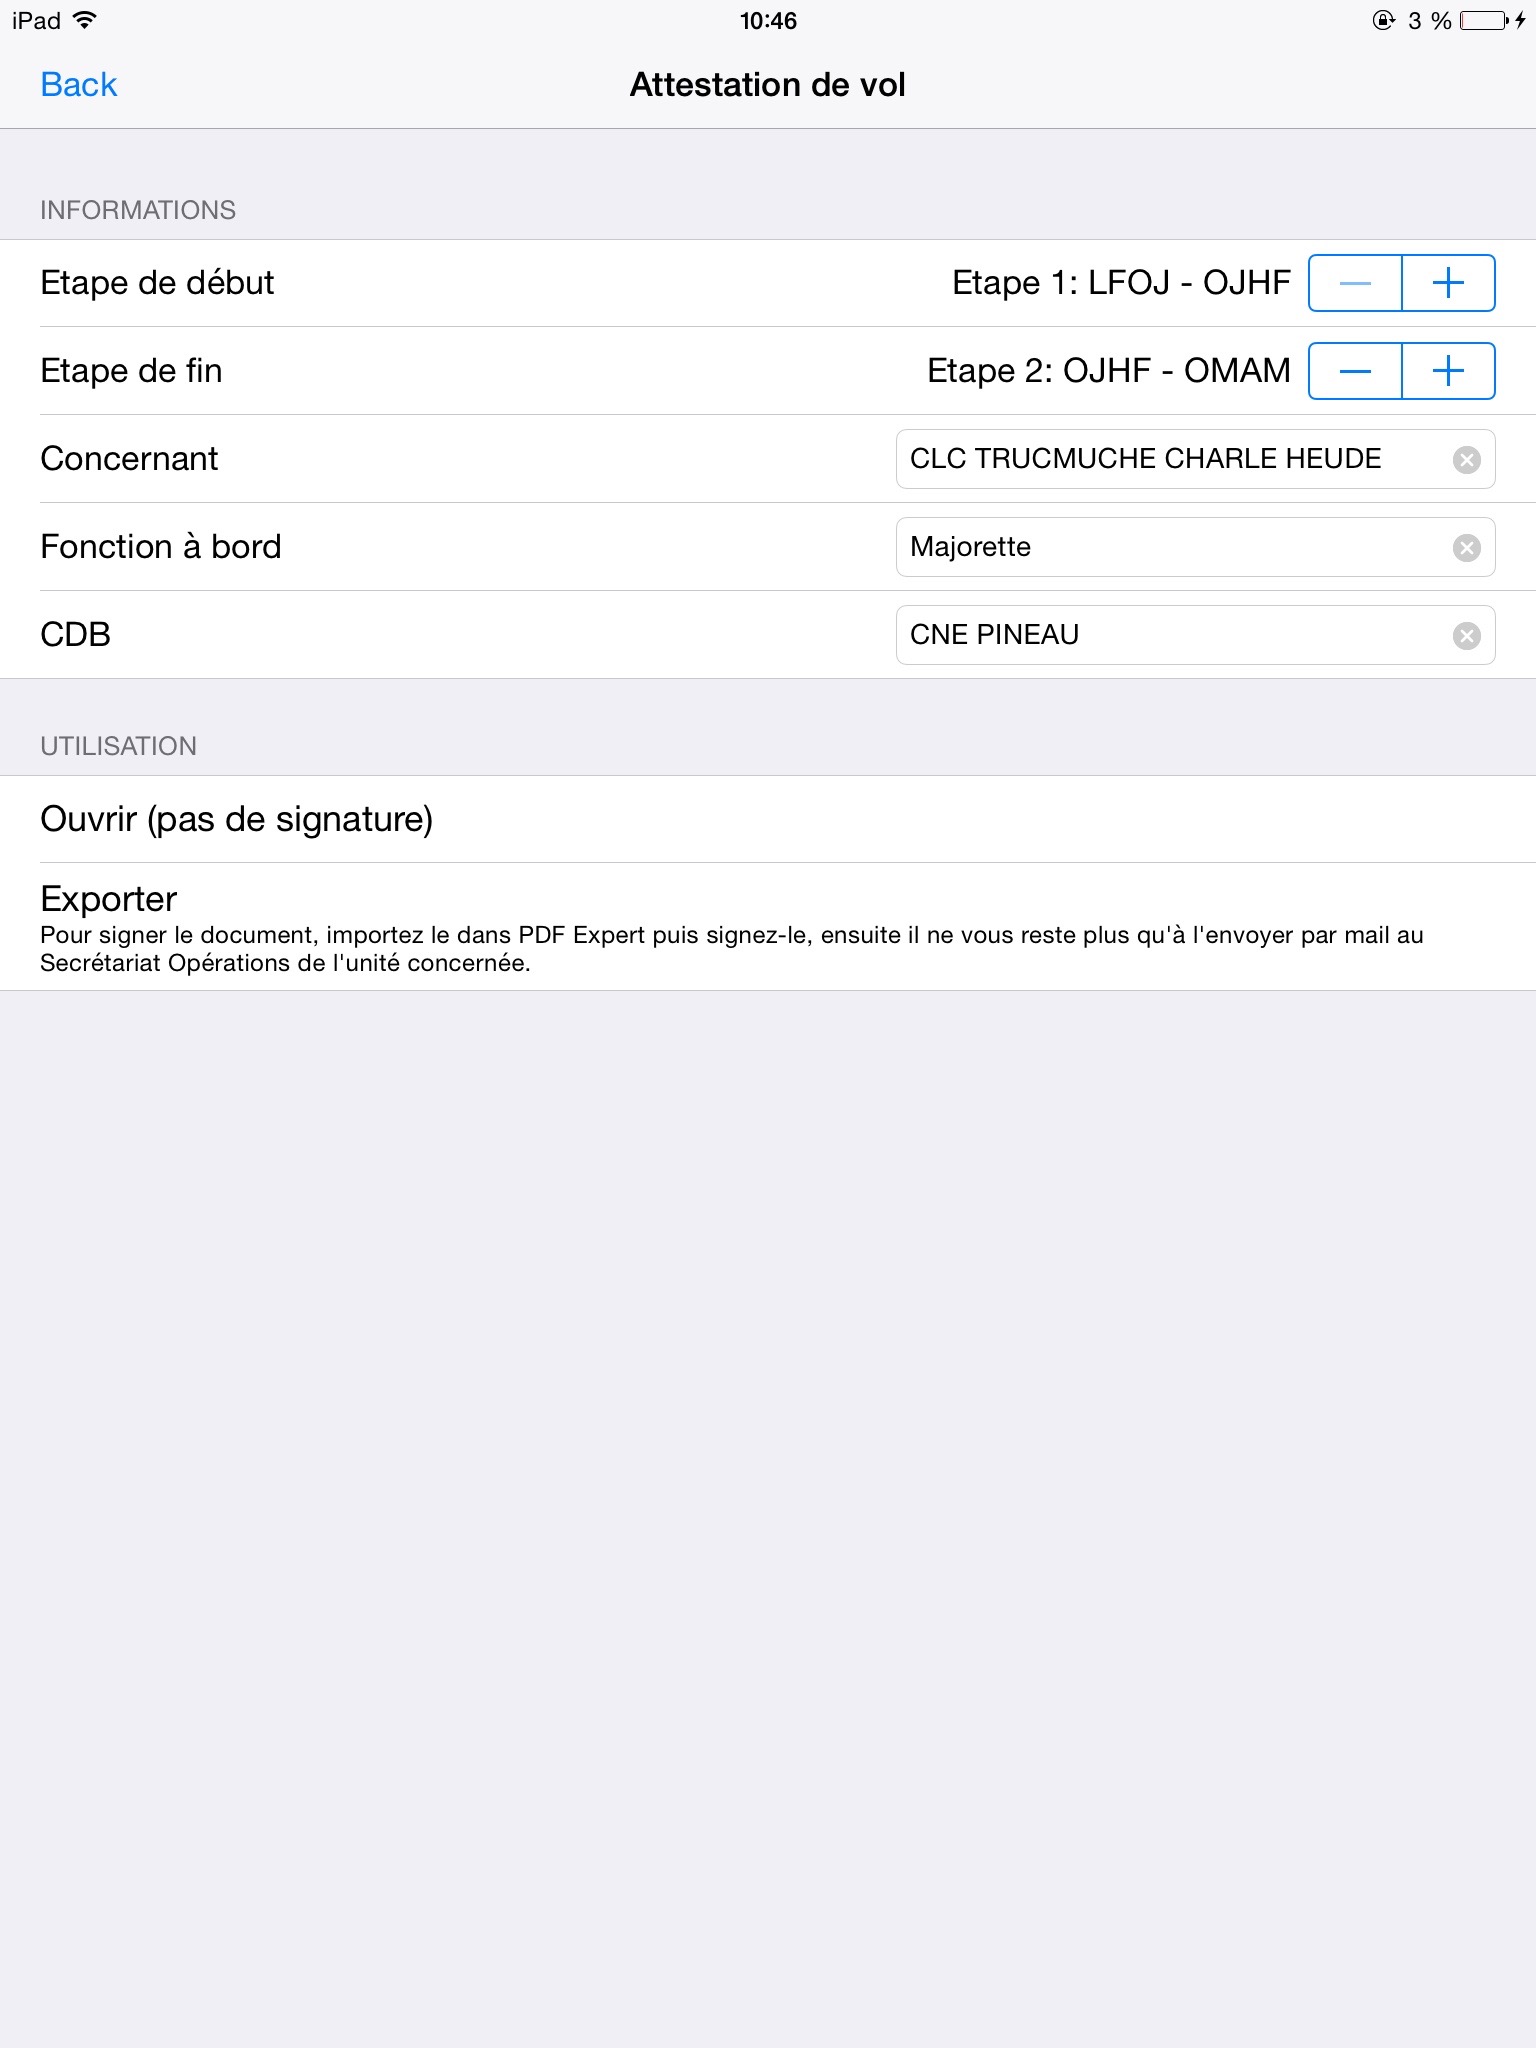 iPad 10:46 3 %
Back Attestation de vol
INFORMATIONS
Etape de début Etape 1: LFOJ - OJHF
Etape de fin Etape 2: OJHF - OMAM
Concernant CLC TRUCMUCHE CHARLE HEUDE
Fonction à bord Majorette
CDB CNE PINEAU
UTILISATION
Ouvrir (pas de signature)
Exporter
Pour signer le document, importez le dans PDF Expert puis signez-le, ensuite il ne vous reste plus qu'à l'envoyer par mail au
Secrétariat Opérations de l'unité concernée.